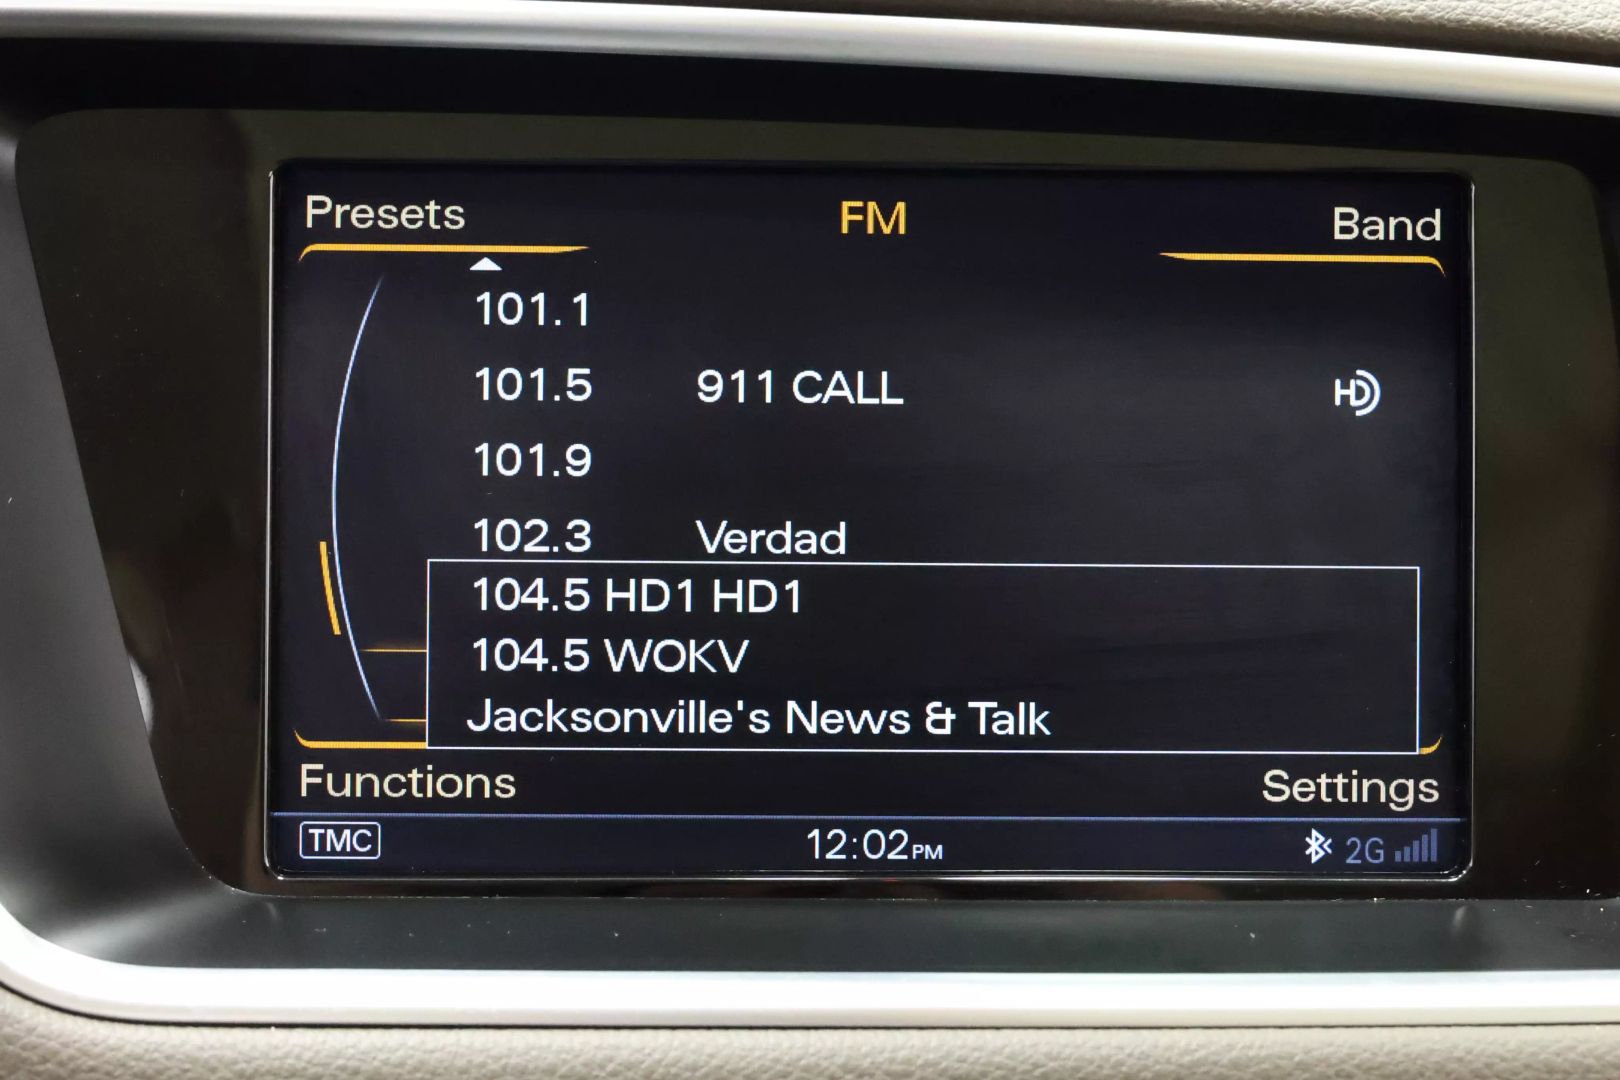 Presets FM Band
101.1
101.5 911 CALL HD
101.9
102.3 Verdad
104.5 HD1 HD1
104.5 WOKV
Jacksonville's News & Talk
Functions Settings
TMC 12:02PM 2G